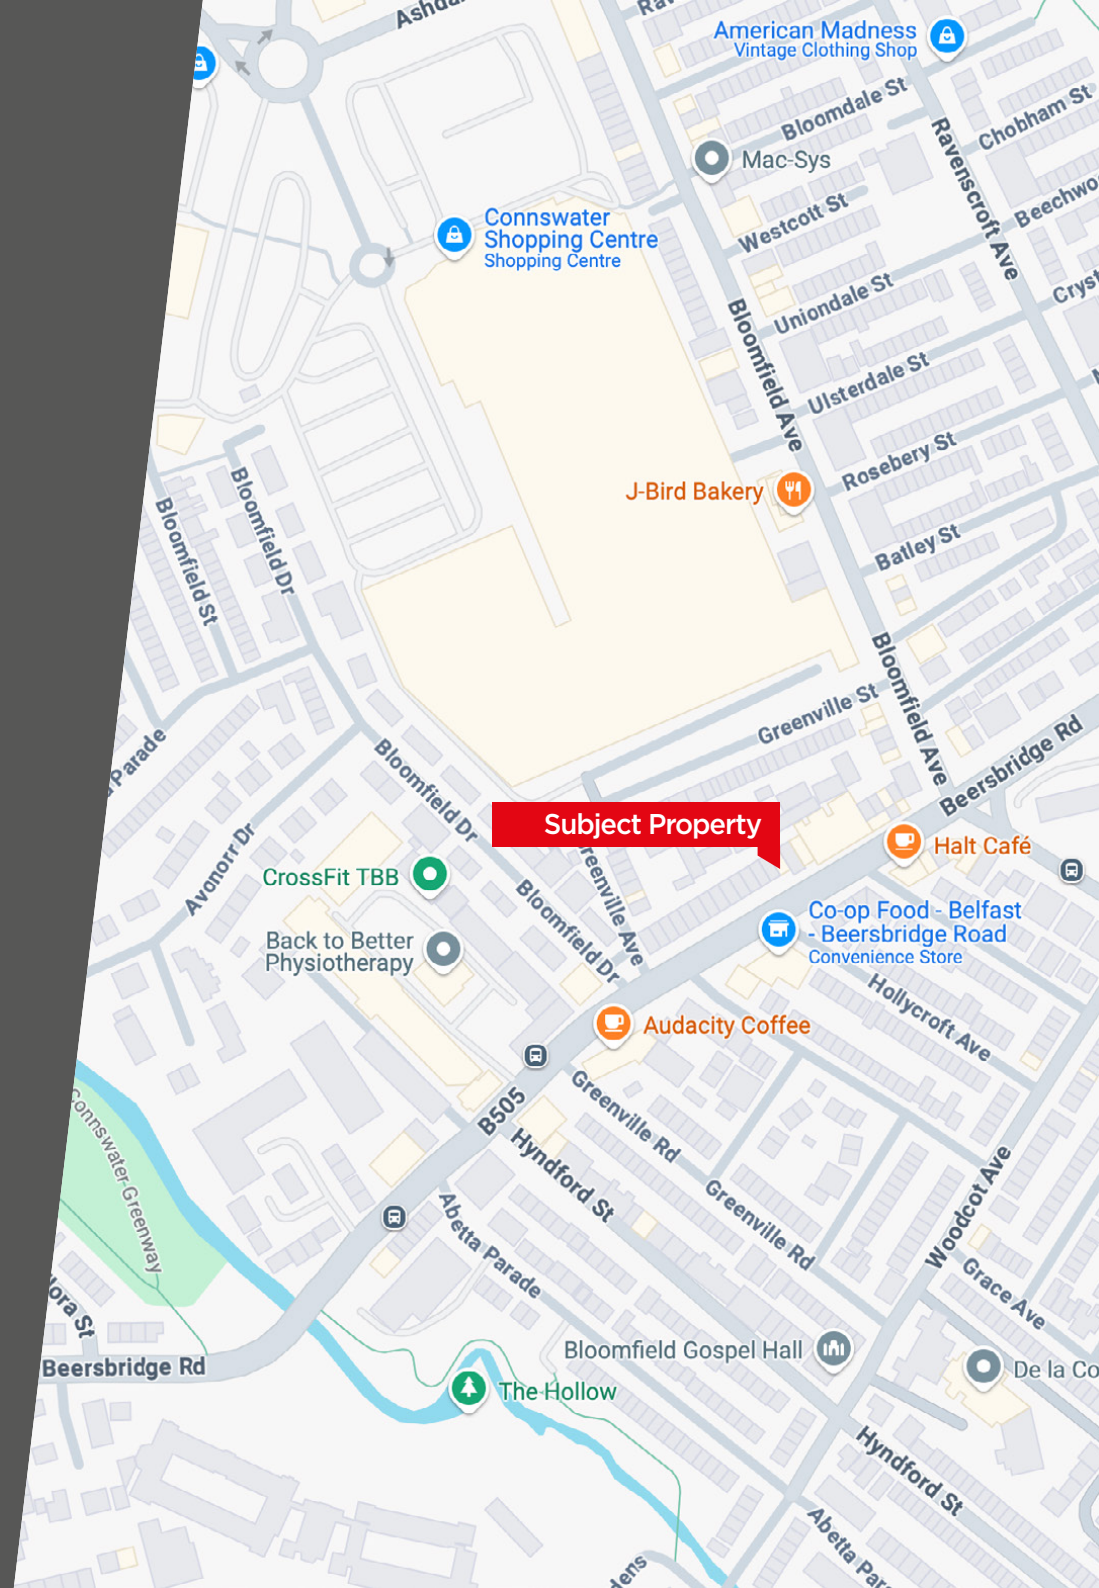 American Madness
Vintage Clothing Shop
Bloomdale St
Chobham St
Ravenscroft Ave
Mac-Sys
Westcott St
Connswater
Shopping Centre
Shopping Centre
Uniondale St
Bloomfield Ave
Ulsterdale St
Rosebery St
J-Bird Bakery
Batley St
Bloomfield Dr
Bloomfield St
Bloomfield Ave
Greenville St
Beersbridge Rd
Parade
Bloomfield Dr
Subject Property
Halt Café
Avonorr Dr
CrossFit TBB
reenville Ave
Bloomfield Dr
Co-op Food - Belfast
- Beersbridge Road
Convenience Store
Back to Better
Physiotherapy
Hollycroft Ave
Audacity Coffee
B505
Greenville Rd
Connswater Greenway
Hyndford St
Greenville Rd
Woodcot Ave
Abetta Parade
Grace Ave
lora St
Bloomfield Gospel Hall
Beersbridge Rd
De la Co
The Hollow
Hyndford St
Abetta Par